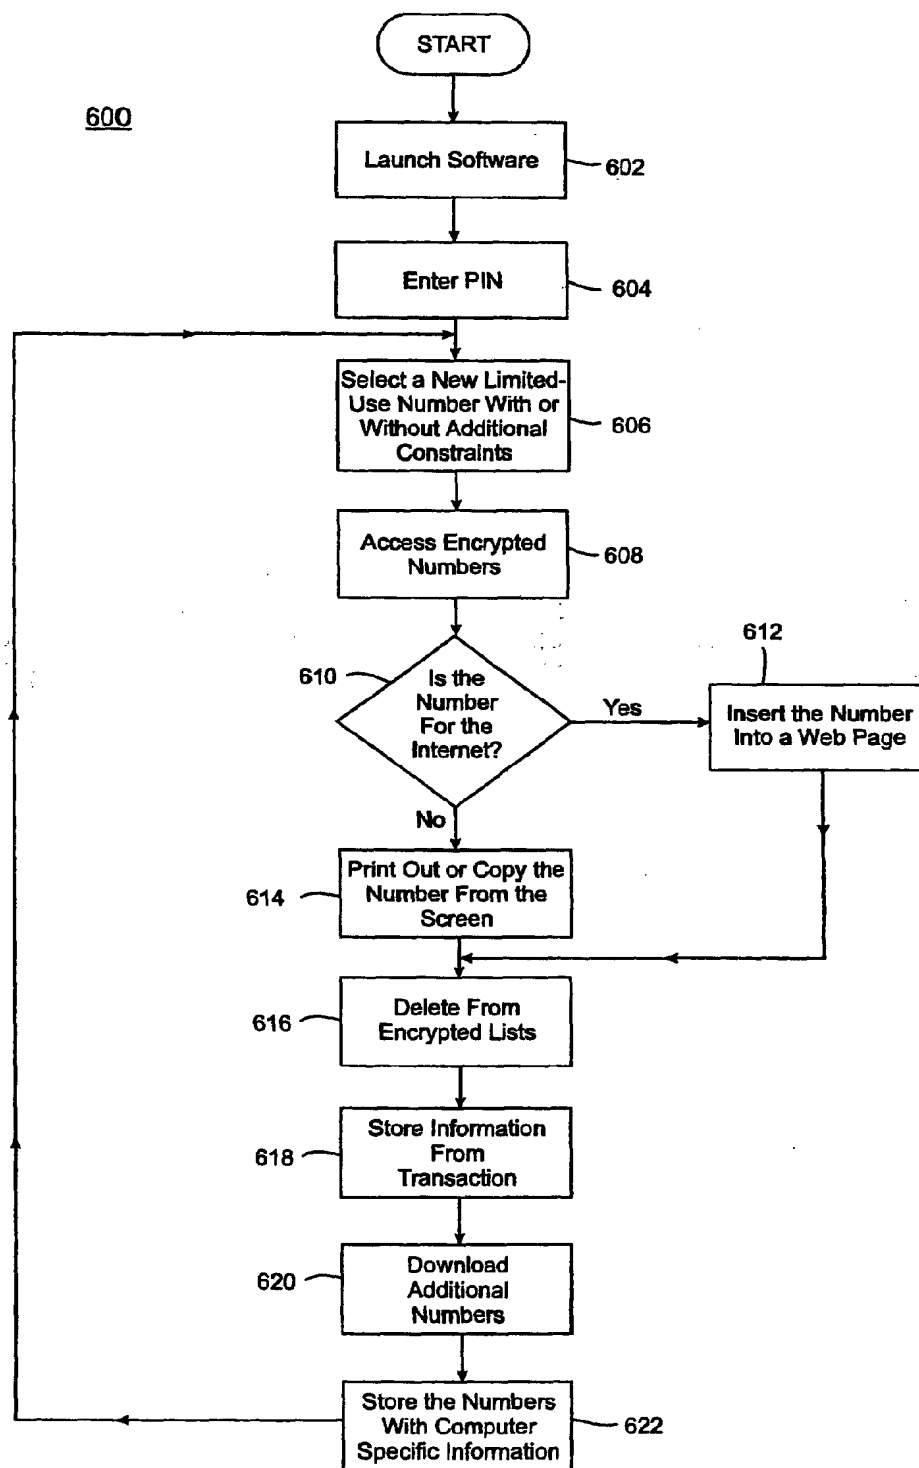 START
600
Launch Software
602
Enter PIN
604
Select a New Limited-
Use Number With or
Without Additional
Constraints
606
Access Encrypted
Numbers
608
610
Is the
Number
For the
Internet?
Yes
612
Insert the Number
Into a Web Page
No
614
Print Out or Copy the
Number From the
Screen
616
Delete From
Encrypted Lists
618
Store Information
From
Transaction
620
Download
Additional
Numbers
Store the Numbers
With Computer
Specific Information
622